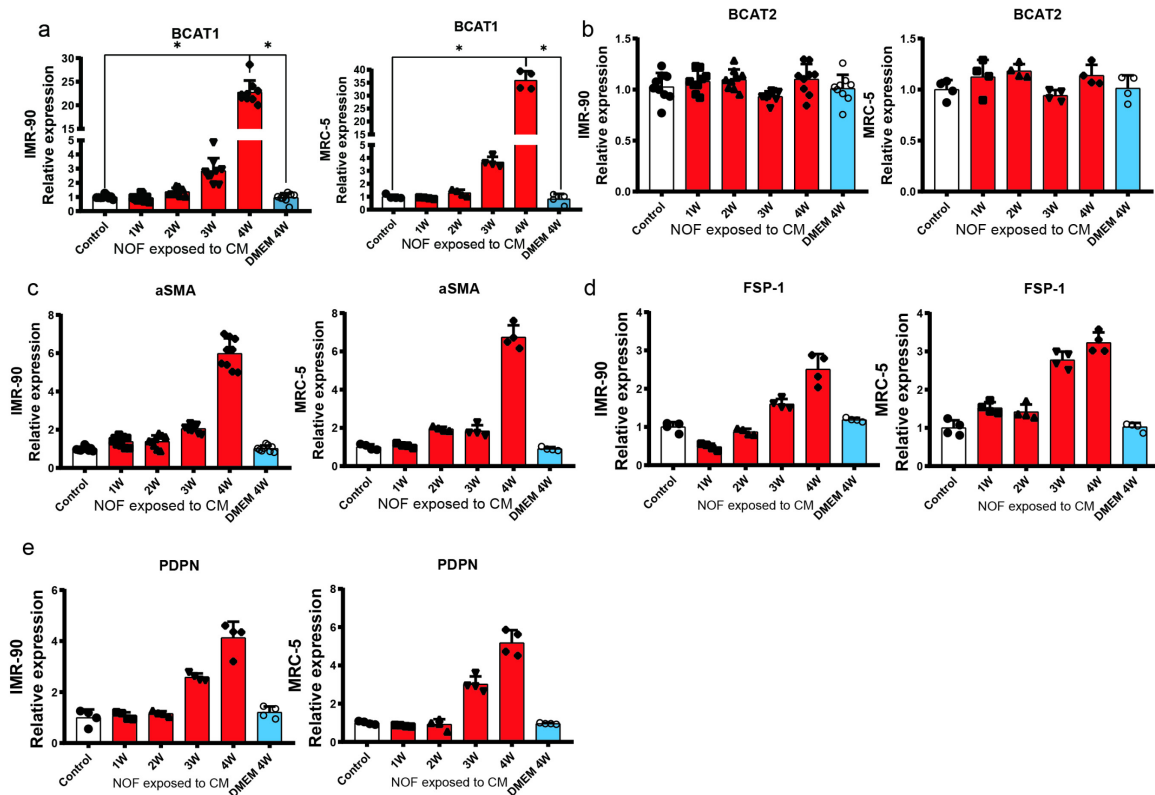 a
BCAT1
IMR-90
Relative expression
30
25
20
15
5
4
3
2
1
0
*
*
Control
1W
2W
3W
4W
DMEM 4W
NOF exposed to CM
BCAT1
MRC-5
Relative expression
45
40
35
30
25
20
15
5
4
3
2
1
0
*
*
Control
1W
2W
3W
4W
DMEM 4W
NOF exposed to CM
b
BCAT2
IMR-90
Relative expression
1.5
1.0
0.5
0.0
Control
1W
2W
3W
4W
DMEM 4W
NOF exposed to CM
BCAT2
MRC-5
Relative expression
1.5
1.0
0.5
0.0
Control
1W
2W
3W
4W
DMEM 4W
NOF exposed to CM
c
aSMA
IMR-90
Relative expression
8
6
4
2
0
Control
1W
2W
3W
4W
DMEM 4W
NOF exposed to CM
aSMA
MRC-5
Relative expression
8
6
4
2
0
Control
1W
2W
3W
4W
DMEM 4W
NOF exposed to CM
d
FSP-1
IMR-90
Relative expression
4
3
2
1
0
Control
1W
2W
3W
4W
DMEM 4W
NOF exposed to CM
FSP-1
MRC-5
Relative expression
4
3
2
1
0
Control
1W
2W
3W
4W
DMEM 4W
NOF exposed to CM
e
PDPN
IMR-90
Relative expression
6
4
2
0
Control
1W
2W
3W
4W
DMEM 4W
NOF exposed to CM
PDPN
MRC-5
Relative expression
8
6
4
2
0
Control
1W
2W
3W
4W
DMEM 4W
NOF exposed to CM